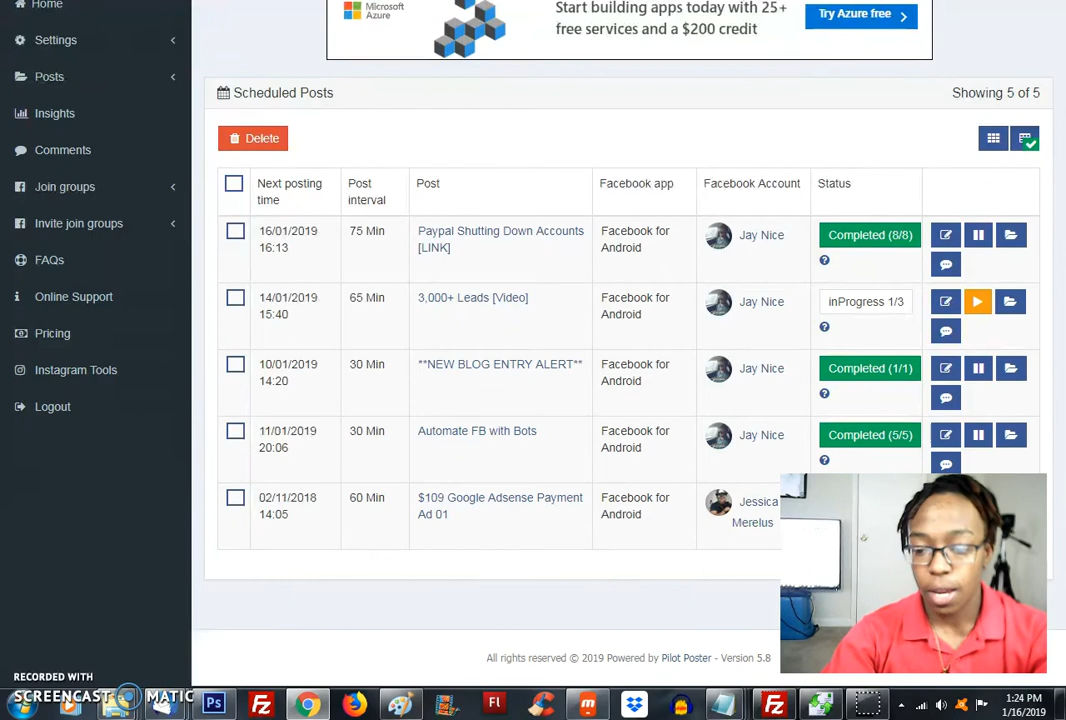 Home
Settings
Posts
Insights
Comments
Join groups
Invite join groups
FAQs
Online Support
Pricing
Instagram Tools
Logout
Microsoft
Azure
Start building apps today with 25+
free services and a $200 credit
Try Azure free
Scheduled Posts
Showing 5 of 5
Delete
Next posting time
Post interval
Post
Facebook app
Facebook Account
Status
16/01/2019
16:13
75 Min
Paypal Shutting Down Accounts
[LINK]
Facebook for
Android
Jay Nice
Completed (8/8)
14/01/2019
15:40
65 Min
3,000+ Leads [Video]
Facebook for
Android
Jay Nice
inProgress 1/3
10/01/2019
14:20
30 Min
**NEW BLOG ENTRY ALERT**
Facebook for
Android
Jay Nice
Completed (1/1)
11/01/2019
20:06
30 Min
Automate FB with Bots
Facebook for
Android
Jay Nice
Completed (5/5)
02/11/2018
14:05
60 Min
$109 Google Adsense Payment
Ad 01
Facebook for
Android
Jessica
Merelus
All rights reserved © 2019 Powered by Pilot Poster - Version 5.8
RECORDED WITH
SCREENCAST MATIC
Ps
Fz
Fl
Fz
1:24 PM
1/16/2019